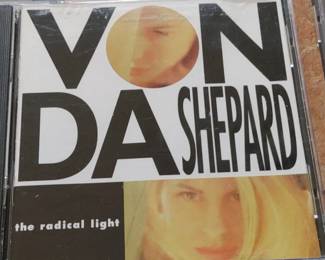 VON
DA SHEPARD
the radical light